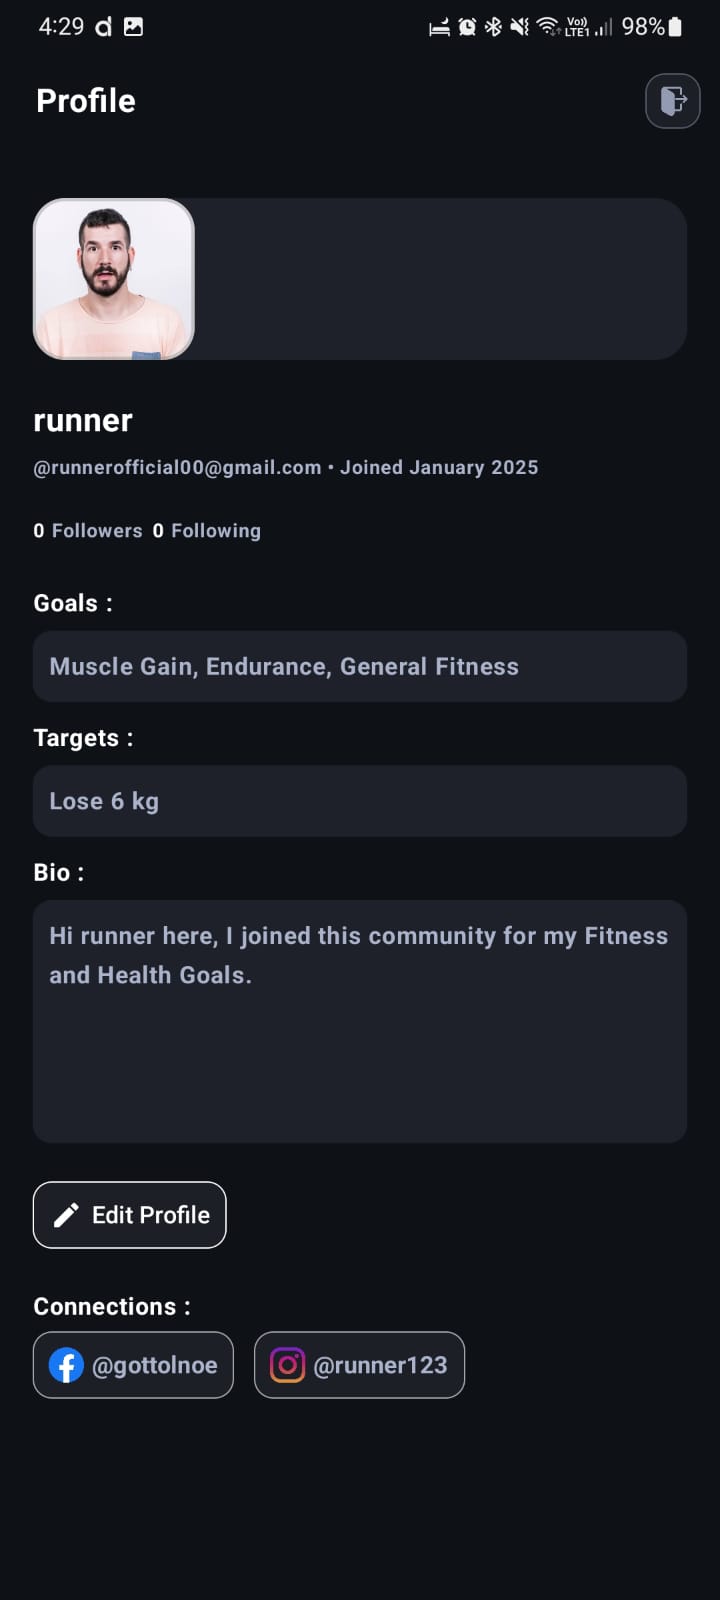 4:29
Vo))
LTE1
98%
Profile
runner
@runnerofficial00@gmail.com • Joined January 2025
0 Followers 0 Following
Goals :
Muscle Gain, Endurance, General Fitness
Targets :
Lose 6 kg
Bio :
Hi runner here, I joined this community for my Fitness
and Health Goals.
Edit Profile
Connections :
@gottolnoe @runner123